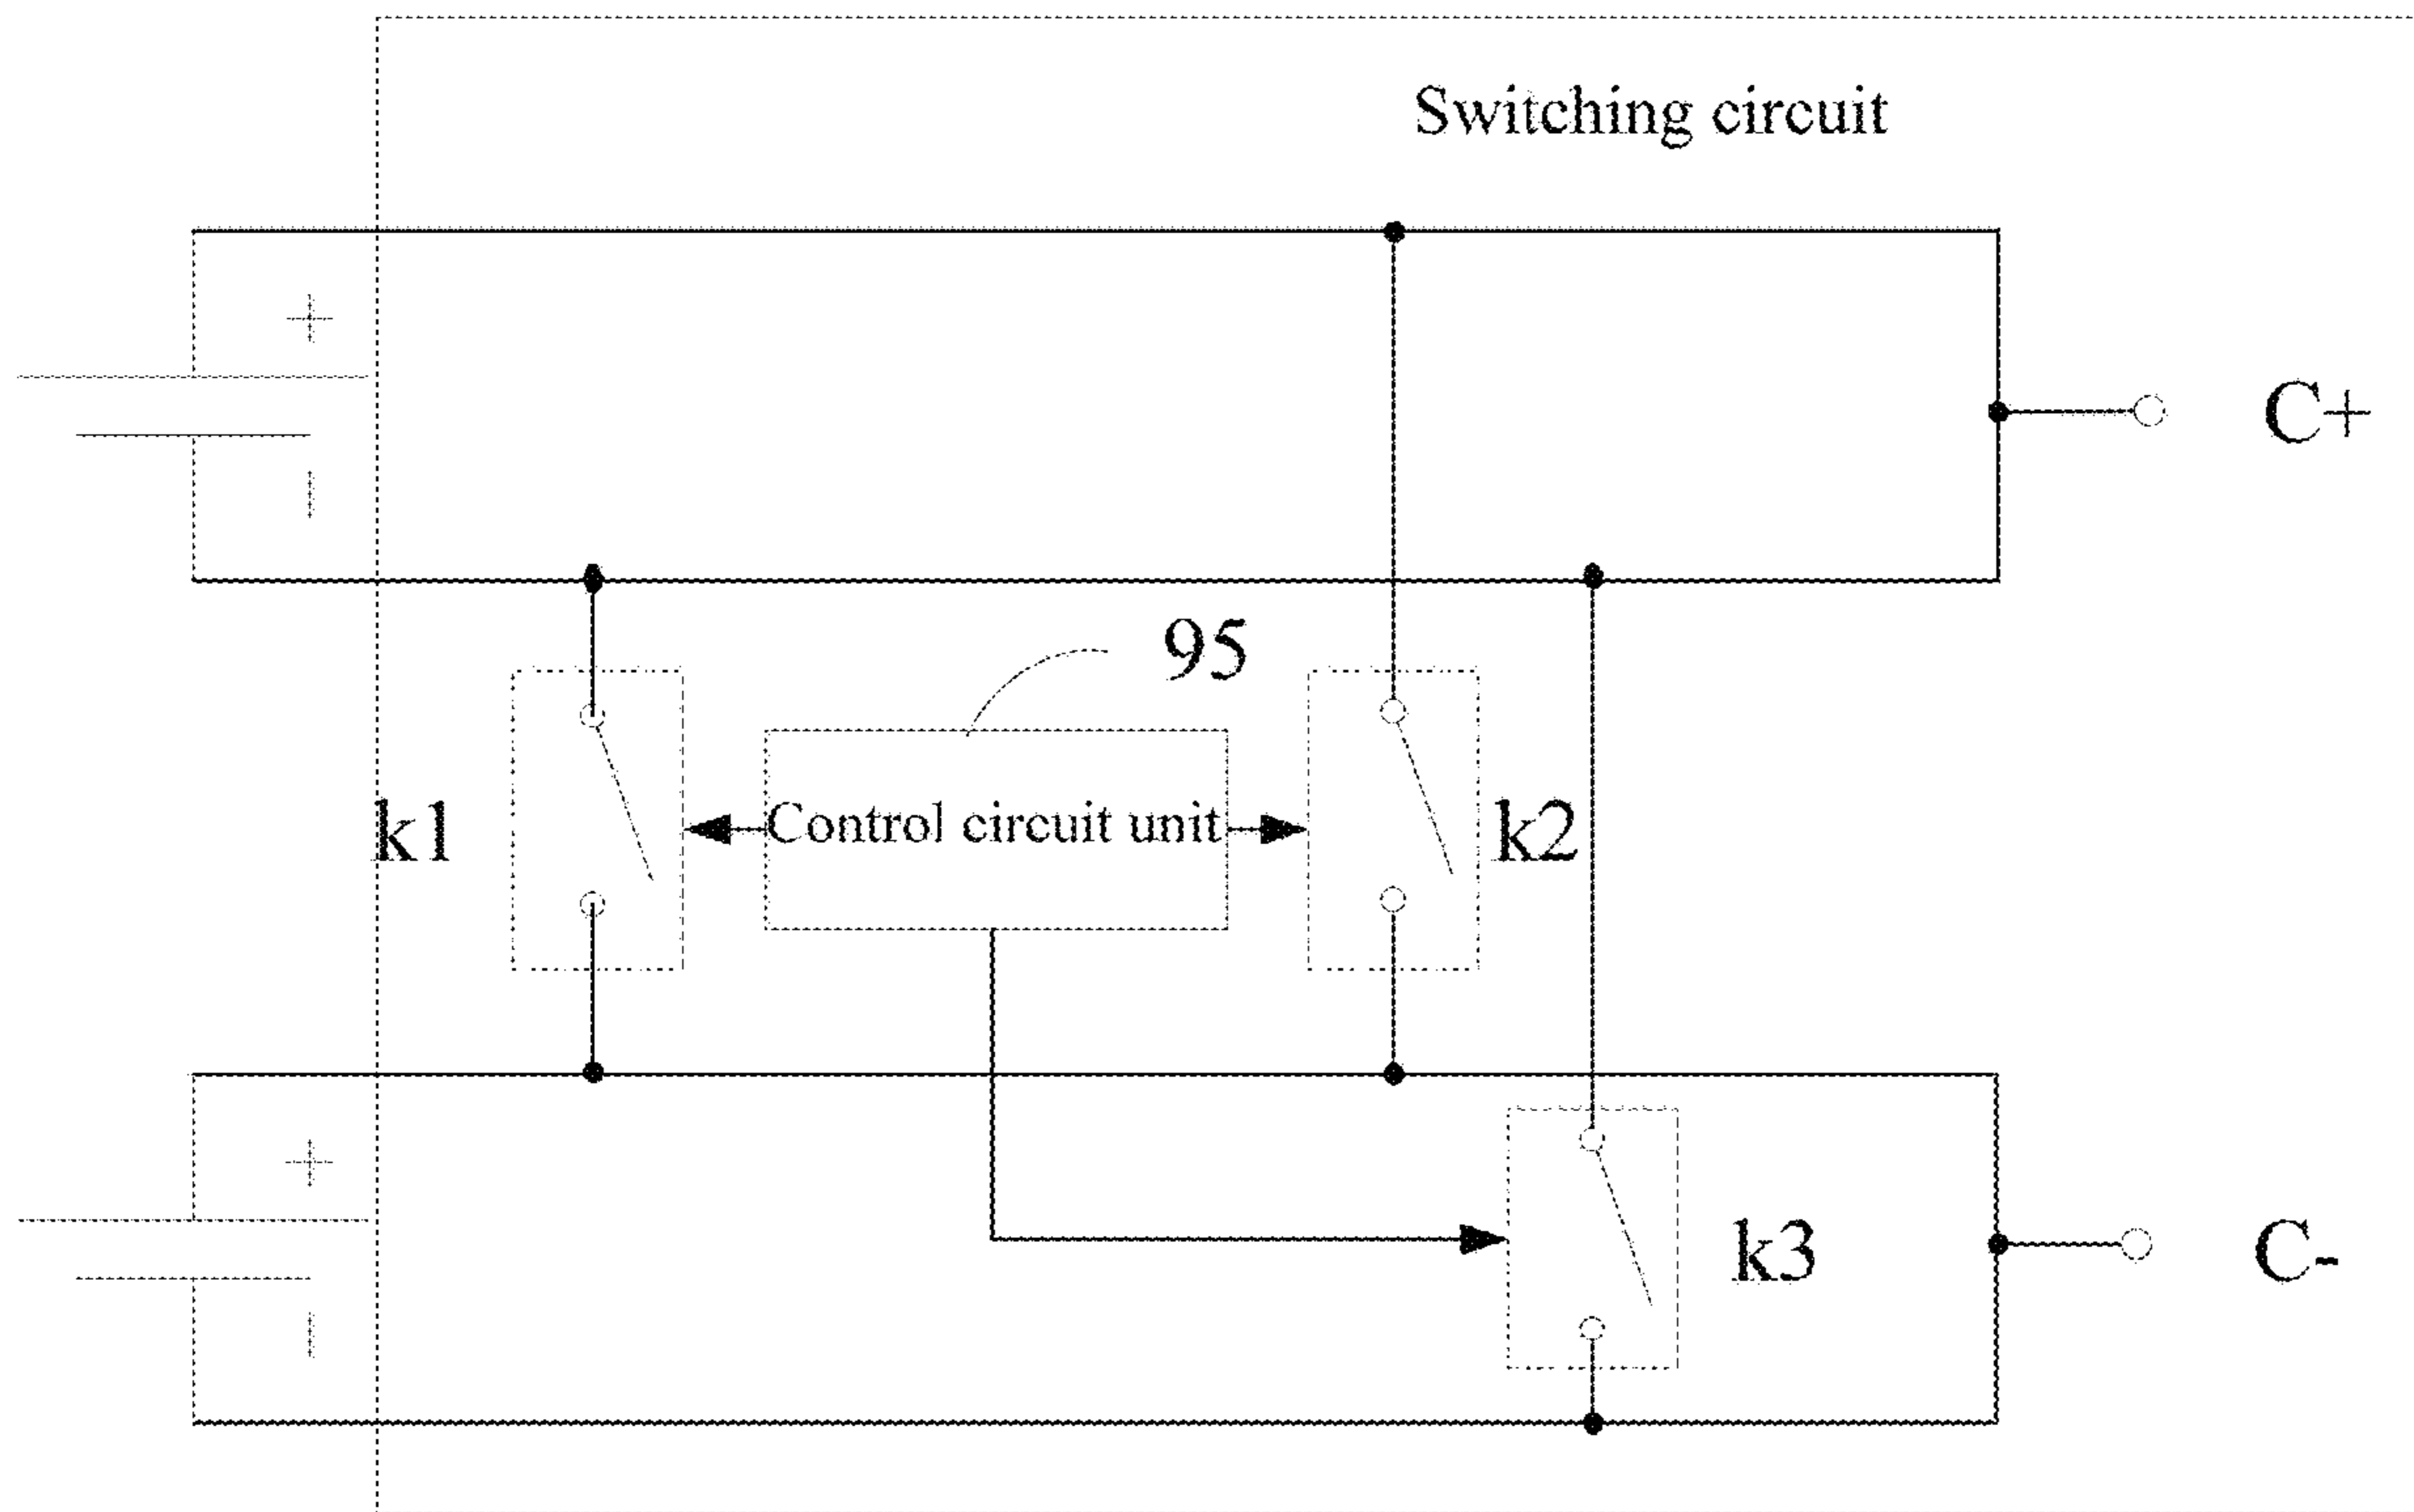 Switching circuit
+
C+
-
95
k1
Control circuit unit
k2
+
k3
C-
-